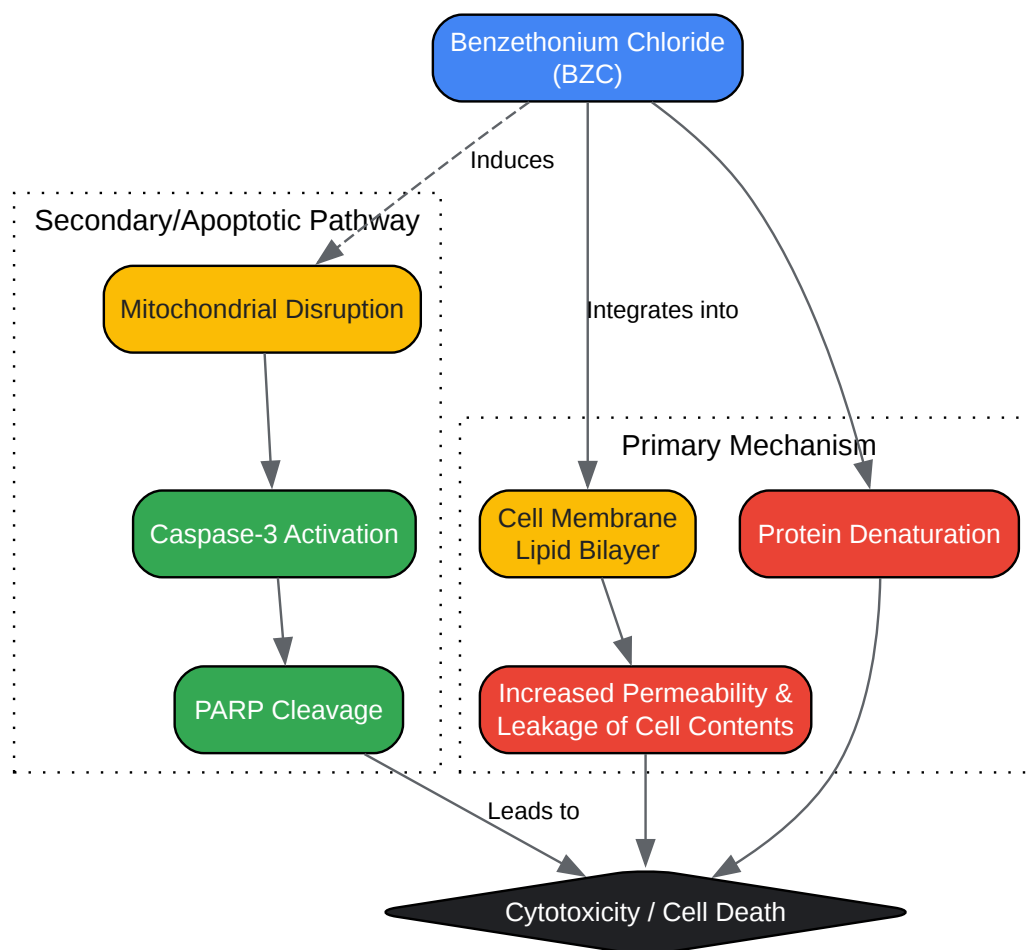 Benzethonium Chloride
(BZC)
Induces
Secondary/Apoptotic Pathway
Mitochondrial Disruption
Integrates into
Primary Mechanism
Caspase-3 Activation
Cell Membrane
Lipid Bilayer
Protein Denaturation
PARP Cleavage
Increased Permeability &
Leakage of Cell Contents
Leads to
Cytotoxicity / Cell Death